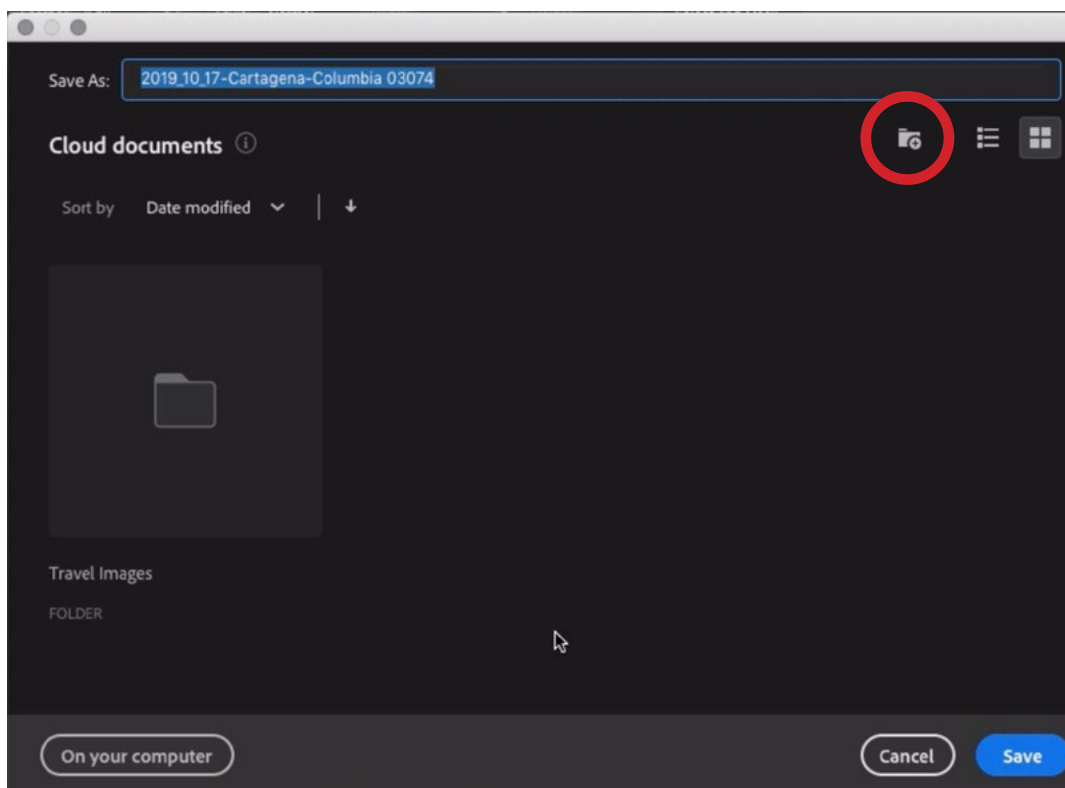 Save As: 2019_10_17-Cartagena-Columbia 03074
Cloud documents
Sort by Date modified
Travel Images
FOLDER
On your computer Cancel Save